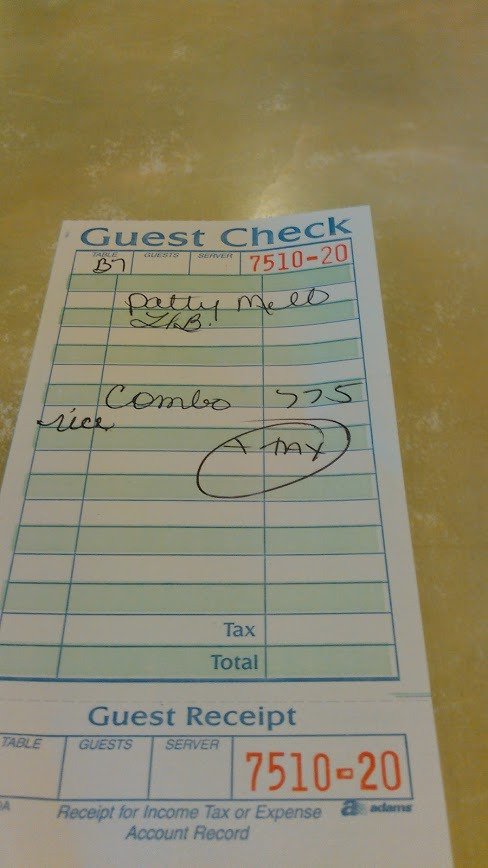 Guest Check
TABLE GUESTS SERVER
B7 7510-20
Patty Melt
Combo 775
rice
+ TAX
Tax
Total
Guest Receipt
TABLE GUESTS SERVER
7510-20
Receipt for Income Tax or Expense
Account Record
adams